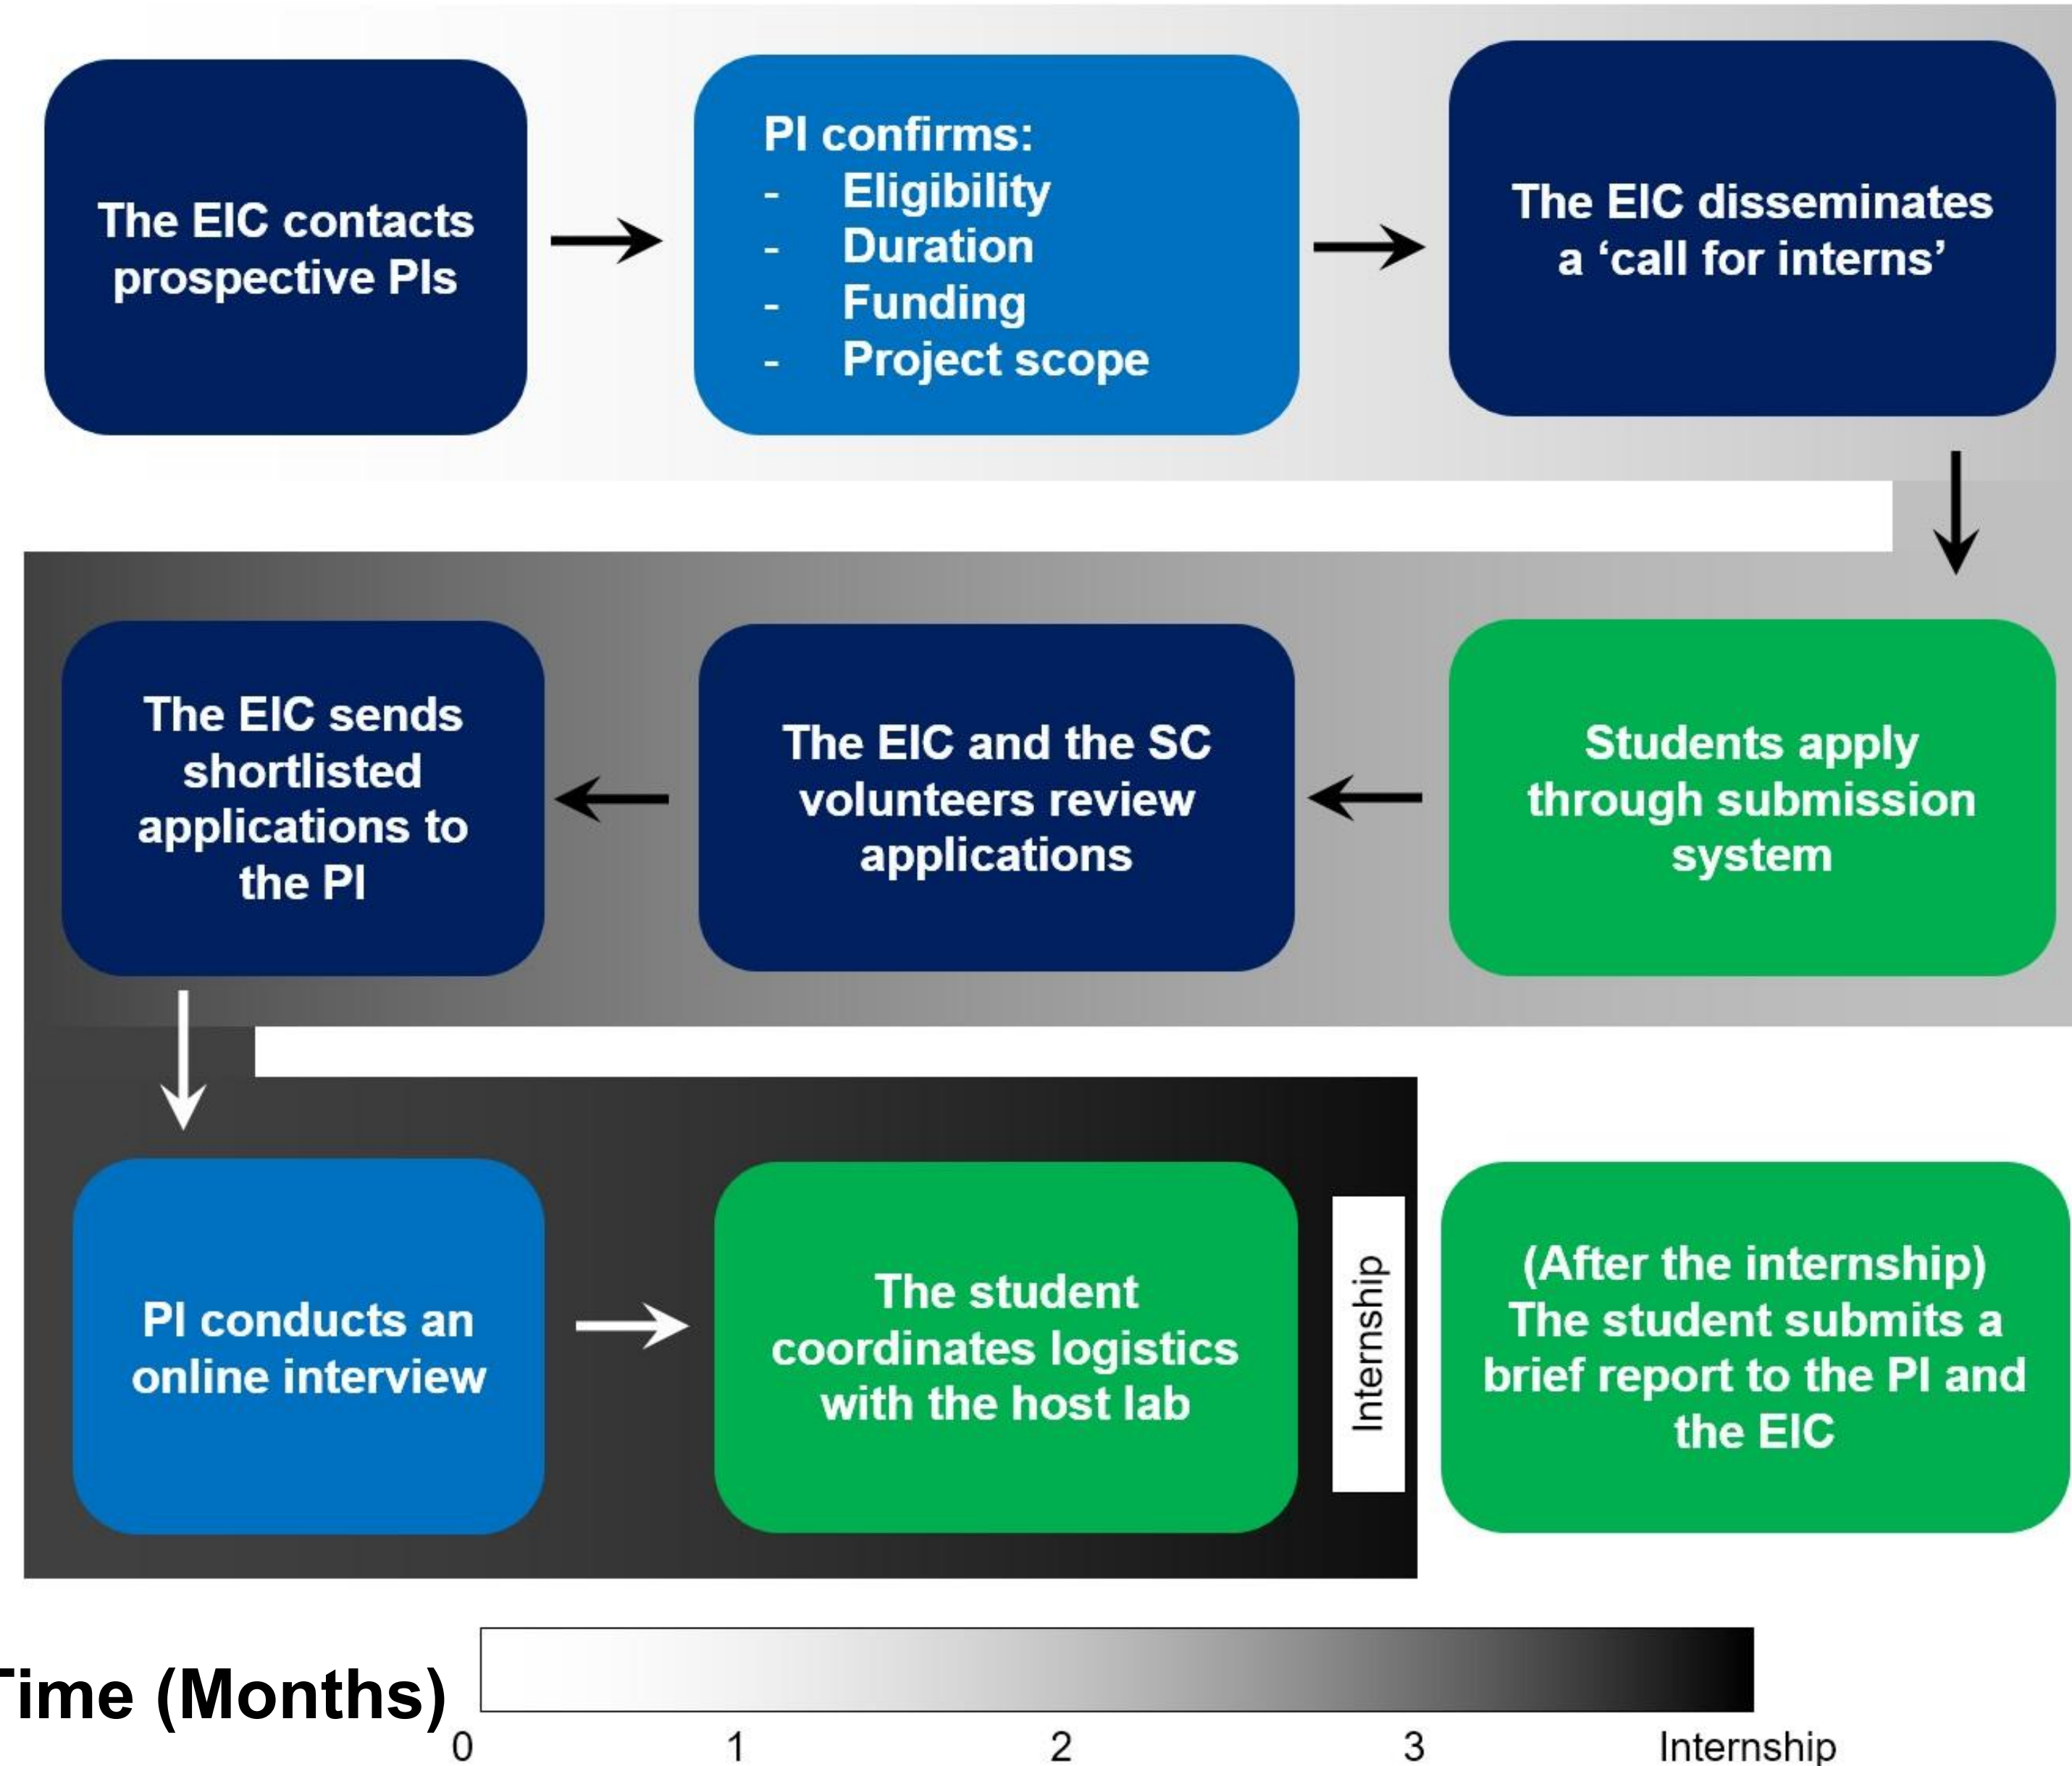 The EIC contacts
prospective PIs
PI confirms:
- Eligibility
- Duration
- Funding
- Project scope
The EIC disseminates
a ‘call for interns’
Students apply
through submission
system
The EIC and the SC
volunteers review
applications
The EIC sends
shortlisted
applications to
the PI
PI conducts an
online interview
The student
coordinates logistics
with the host lab
Internship
(After the internship)
The student submits a
brief report to the PI and
the EIC
Time (Months)
0 1 2 3 Internship